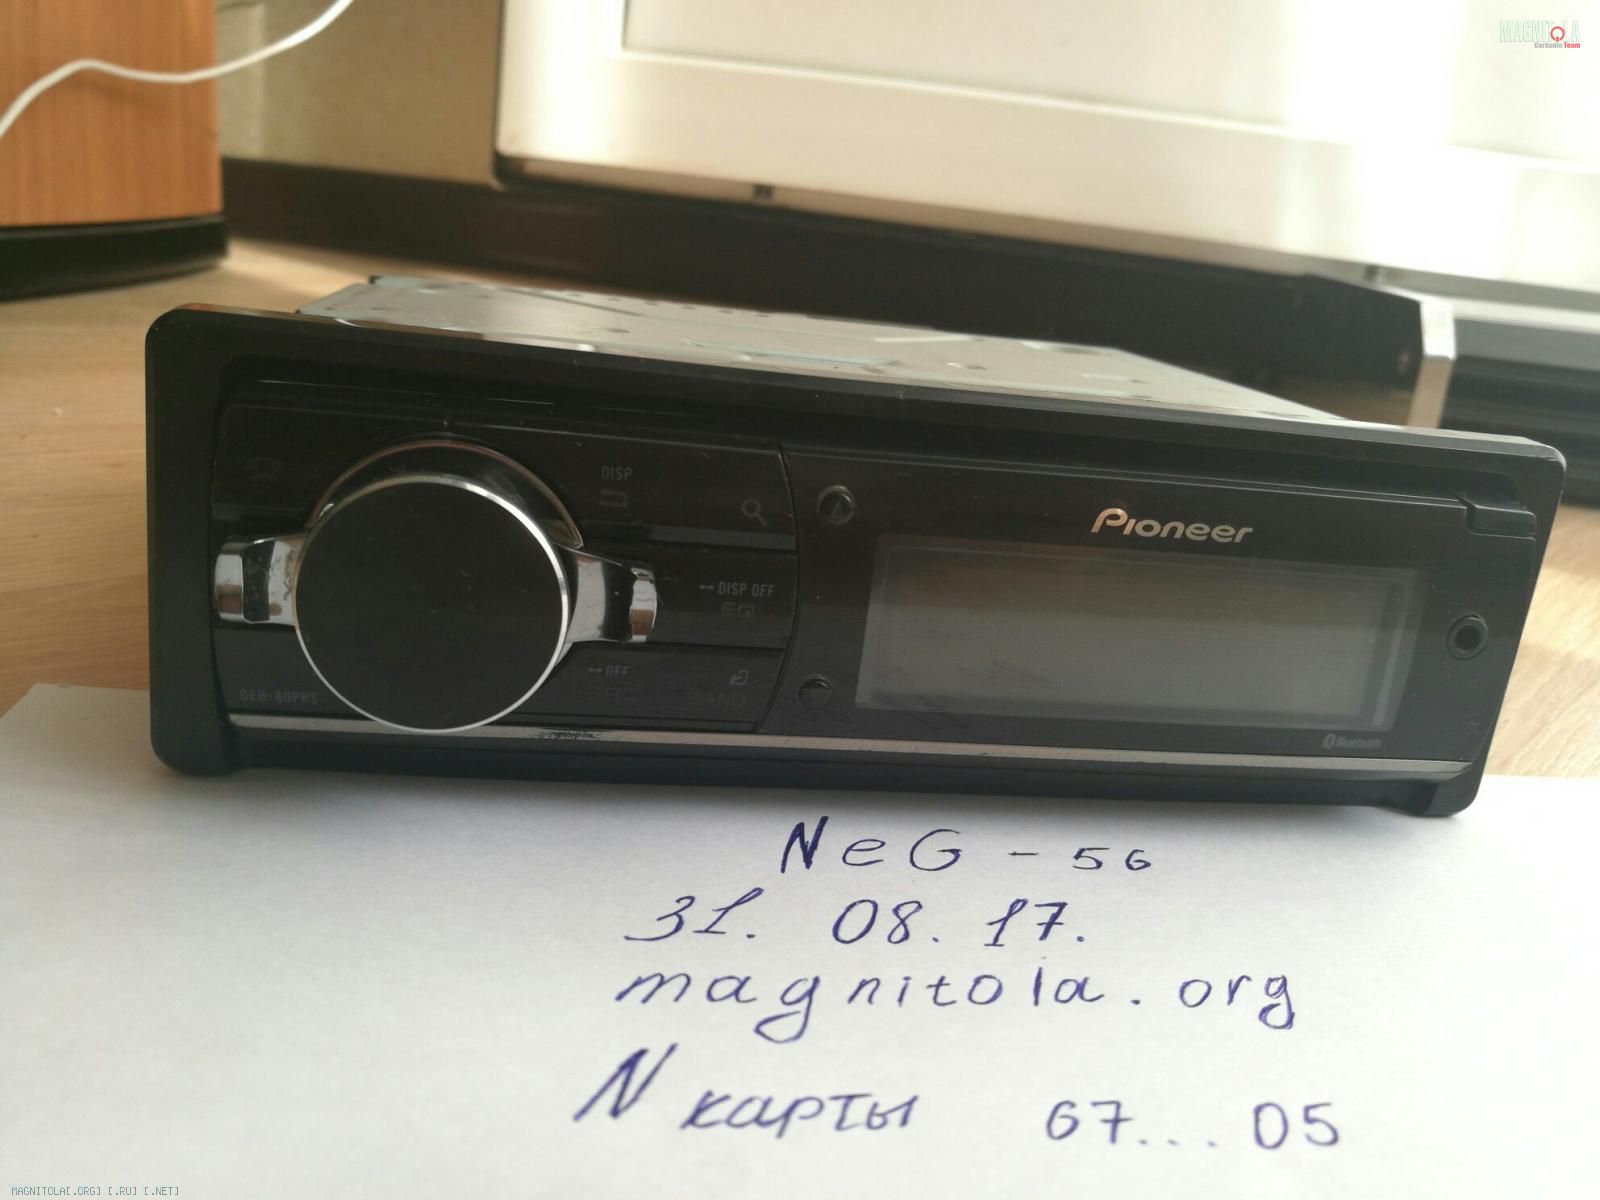 MAGNITOLA
CarAudio Team
DISP
Pioneer
DISP OFF
EQ
OFF
SRC
BAND
DEH-80PRS
Bluetooth
NeG - 56
31. 08. 17.
magnitola.org
N карты 67... 05
MAGNITOLA[.ORG] [.RU] [.NET]